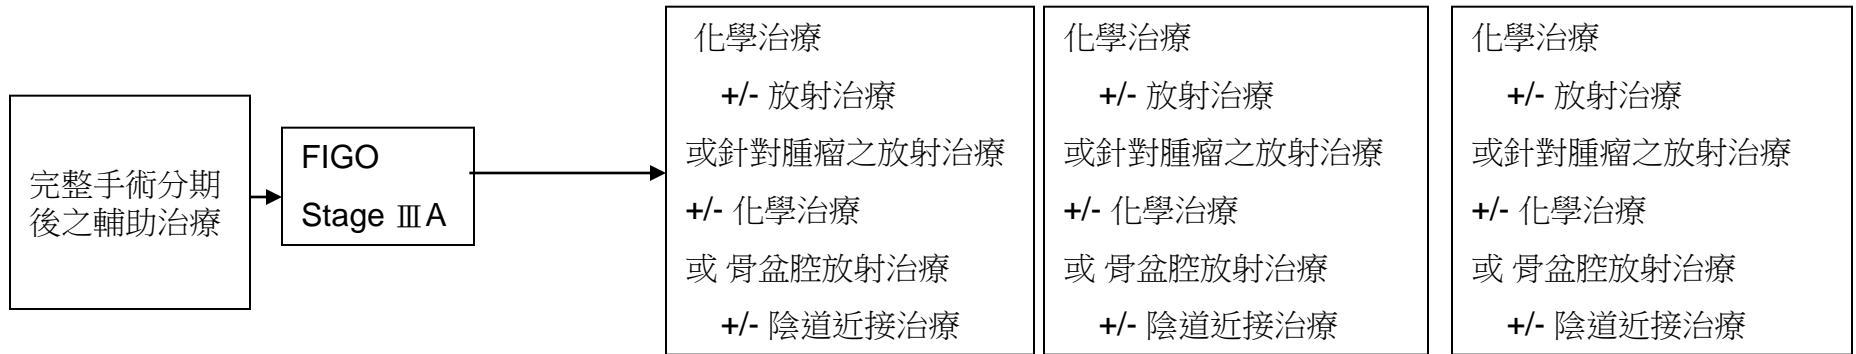 完整手術分期
後之輔助治療
FIGO
Stage ⅢA
化學治療
+/- 放射治療
或針對腫瘤之放射治療
+/- 化學治療
或 骨盆腔放射治療
+/- 陰道近接治療
化學治療
+/- 放射治療
或針對腫瘤之放射治療
+/- 化學治療
或 骨盆腔放射治療
+/- 陰道近接治療
化學治療
+/- 放射治療
或針對腫瘤之放射治療
+/- 化學治療
或 骨盆腔放射治療
+/- 陰道近接治療